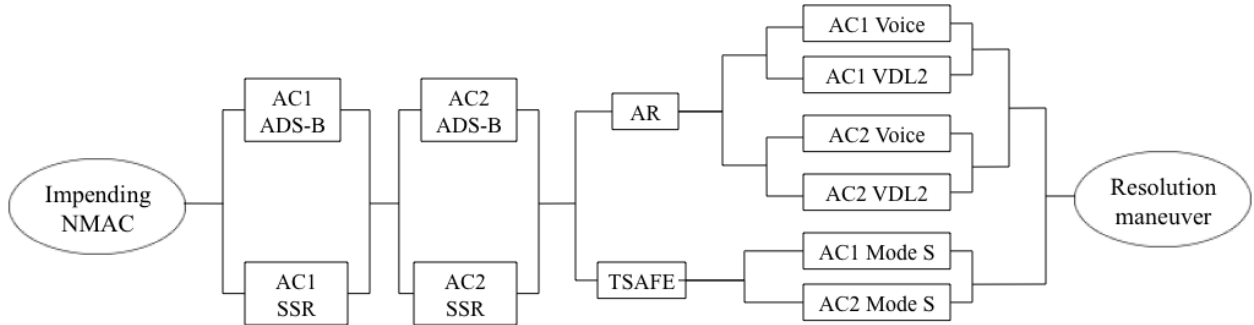 Impending
NMAC
AC1
ADS-B
AC1
SSR
AC2
ADS-B
AC2
SSR
AR
TSAFE
AC1 Voice
AC1 VDL2
AC2 Voice
AC2 VDL2
AC1 Mode S
AC2 Mode S
Resolution
maneuver